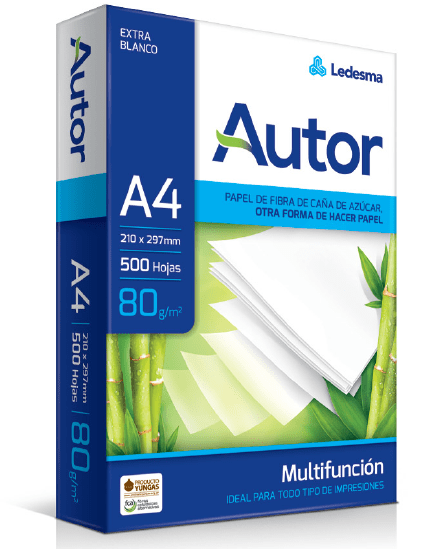 EXTRA
BLANCO
Ledesma
Autor
PAPEL DE FIBRA DE CAÑA DE AZÚCAR,
OTRA FORMA DE HACER PAPEL
A4
210 x 297mm
500 Hojas
80g/m²
Multifunción
IDEAL PARA TODO TIPO DE IMPRESIONES
PRODUCTO
YUNGAS
Autor
A4
210 x 297mm
500 Hojas
80g/m²